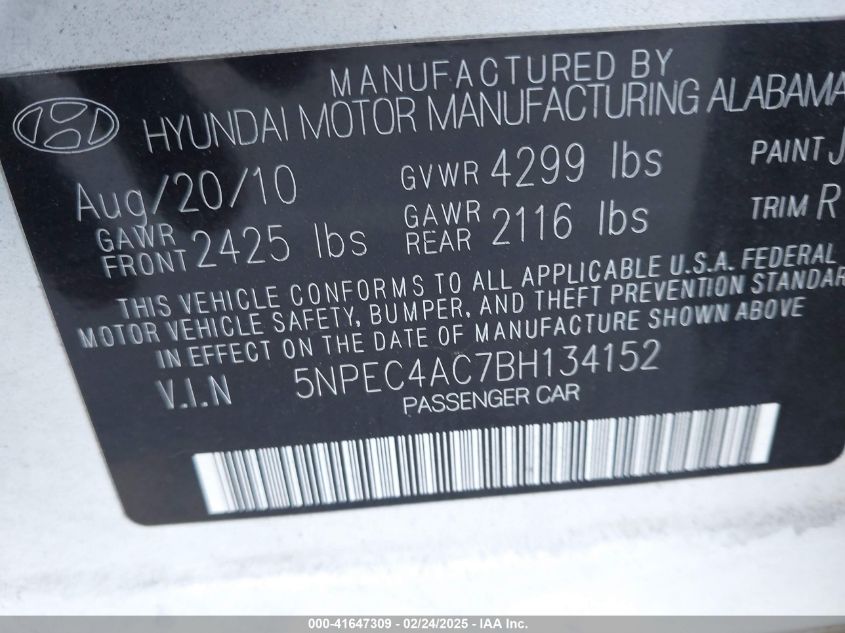 MANUFACTURED BY
HYUNDAI MOTOR MANUFACTURING ALABAMA
Aug/20/10 GVWR 4299 lbs PAINT J
GAWR FRONT 2425 lbs GAWR REAR 2116 lbs TRIM R
THIS VEHICLE CONFORMS TO ALL APPLICABLE U.S.A. FEDERAL
MOTOR VEHICLE SAFETY, BUMPER, AND THEFT PREVENTION STANDAR
IN EFFECT ON THE DATE OF MANUFACTURE SHOWN ABOVE
V.I.N 5NPEC4AC7BH134152
PASSENGER CAR
000-41647309 - 02/24/2025 - IAA Inc.